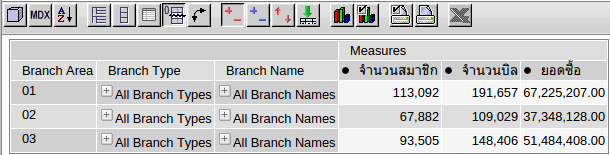 MDX A Z
Measures
Branch Area Branch Type Branch Name ● จำนวนสมาชิก ● จำนวนบิล ● ยอดซื้อ
01 All Branch Types All Branch Names 113,092 191,657 67,225,207.00
02 All Branch Types All Branch Names 67,882 109,029 37,348,128.00
03 All Branch Types All Branch Names 93,505 148,406 51,484,408.00